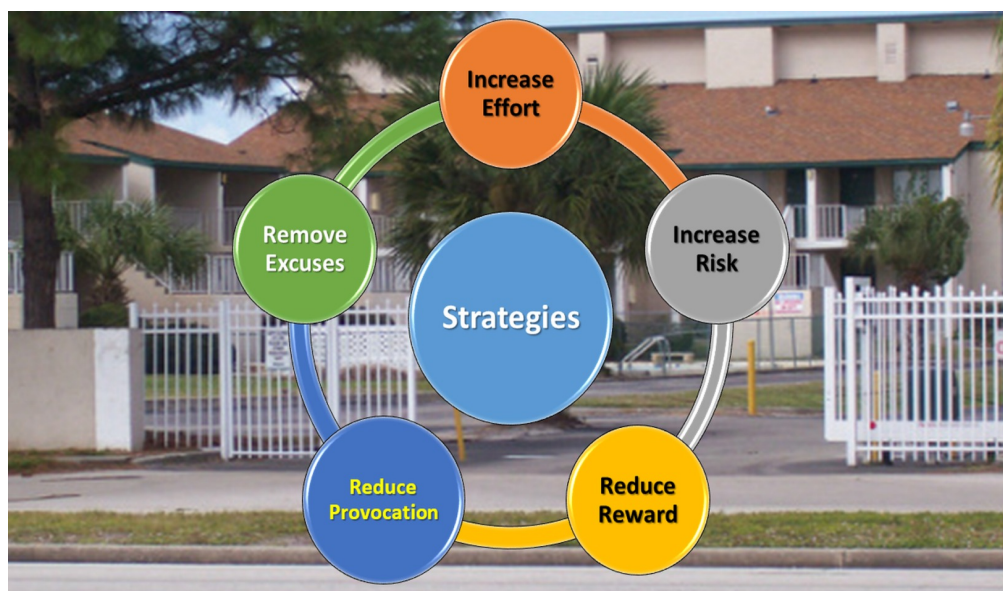 Increase
Effort
Increase
Risk
Reduce
Reward
Reduce
Provocation
Remove
Excuses
Strategies